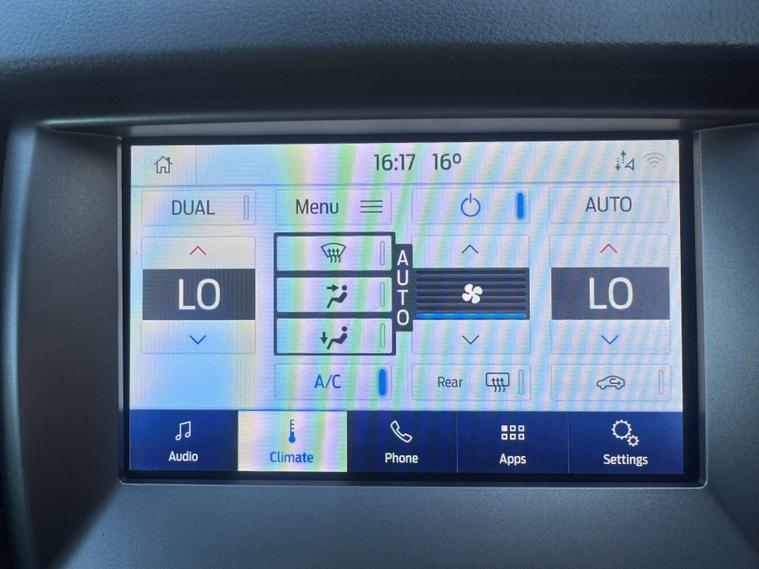 16:17 16°
DUAL
Menu
AUTO
LO
AUTO
LO
A/C
Rear
Audio
Climate
Phone
Apps
Settings